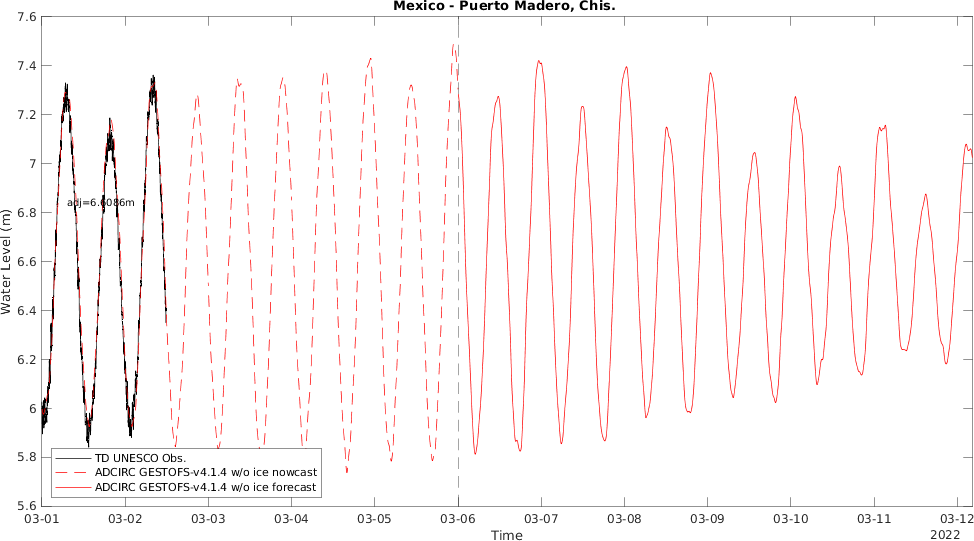 Mexico - Puerto Madero, Chis.
7.6
7.4
7.2
7
6.8
6.6
6.4
6.2
6
5.8
5.6
Water Level (m)
adj=6.6086m
TD UNESCO Obs.
ADCIRC GESTOFS-v4.1.4 w/o ice nowcast
ADCIRC GESTOFS-v4.1.4 w/o ice forecast
03-01 03-02 03-03 03-04 03-05 03-06 03-07 03-08 03-09 03-10 03-11 03-12
Time
2022